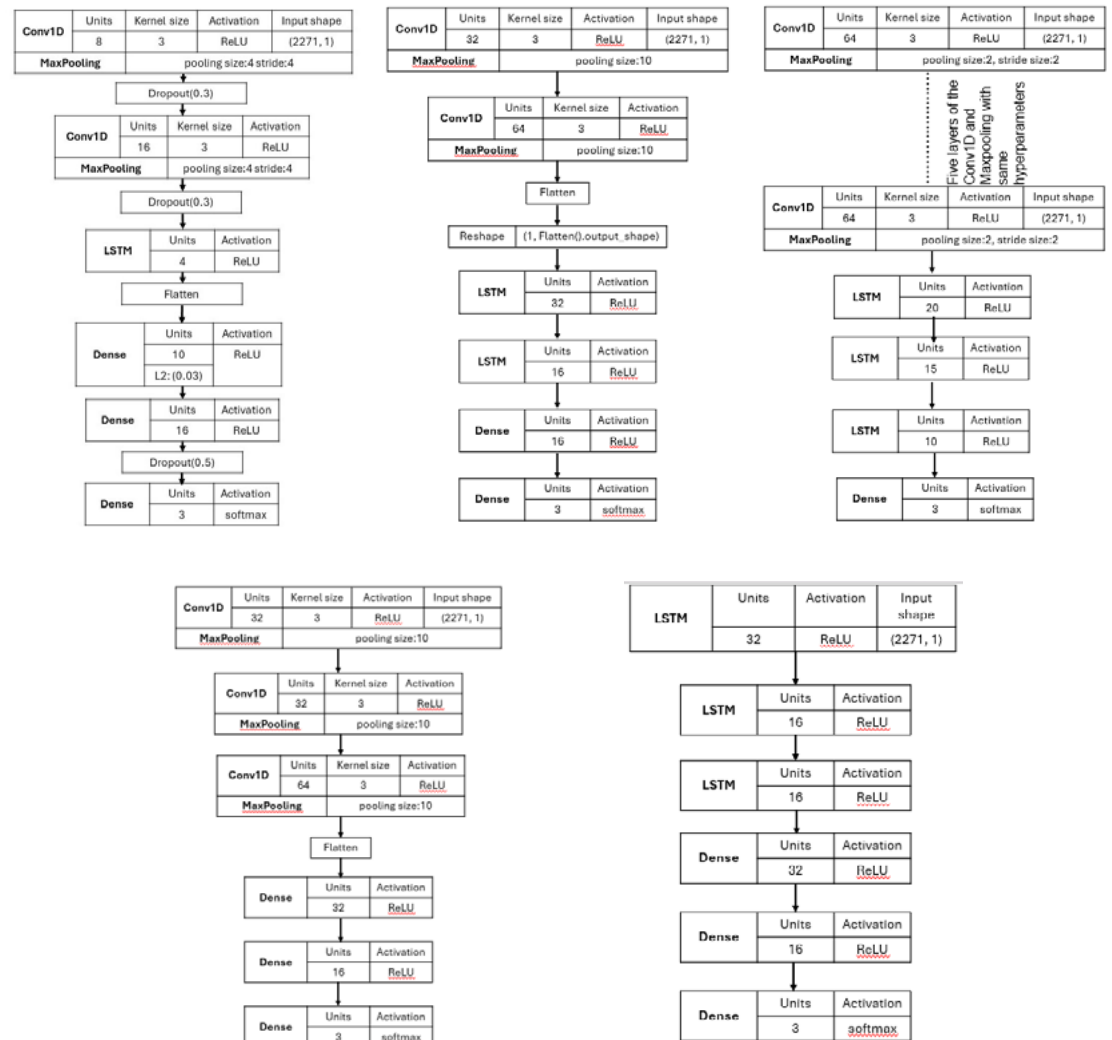 Conv1D Units Kernel size Activation Input shape
8 3 ReLU (2271, 1)
MaxPooling pooling size:4 stride:4
Dropout(0.3)
Conv1D Units Kernel size Activation
16 3 ReLU
MaxPooling pooling size:4 stride:4
Dropout(0.3)
LSTM Units Activation
4 ReLU
Flatten
Dense Units Activation
10 ReLU
L2: (0.03)
Dense Units Activation
16 ReLU
Dropout(0.5)
Dense Units Activation
3 softmax
Conv1D Units Kernel size Activation Input shape
32 3 ReLU (2271, 1)
MaxPooling pooling size:10
Conv1D Units Kernel size Activation
64 3 ReLU
MaxPooling pooling size:10
Flatten
Reshape (1, Flatten().output_shape)
LSTM Units Activation
32 ReLU
LSTM Units Activation
16 ReLU
Dense Units Activation
16 ReLU
Dense Units Activation
3 softmax
Conv1D Units Kernel size Activation Input shape
64 3 ReLU (2271, 1)
MaxPooling pooling size:2, stride size:2
Five layers of the
Conv1D and
Maxpooling with
same
hyperparameters
Conv1D Units Kernel size Activation Input shape
64 3 ReLU (2271, 1)
MaxPooling pooling size:2, stride size:2
LSTM Units Activation
20 ReLU
LSTM Units Activation
15 ReLU
LSTM Units Activation
10 ReLU
Dense Units Activation
3 softmax
Conv1D Units Kernel size Activation Input shape
32 3 ReLU (2271, 1)
MaxPooling pooling size:10
Conv1D Units Kernel size Activation
32 3 ReLU
MaxPooling pooling size:10
Conv1D Units Kernel size Activation
64 3 ReLU
MaxPooling pooling size:10
Flatten
Dense Units Activation
32 ReLU
Dense Units Activation
16 ReLU
Dense Units Activation
3 softmax
LSTM Units Activation Input
shape
32 ReLU (2271, 1)
LSTM Units Activation
16 ReLU
LSTM Units Activation
16 ReLU
Dense Units Activation
32 ReLU
Dense Units Activation
16 ReLU
Dense Units Activation
3 softmax